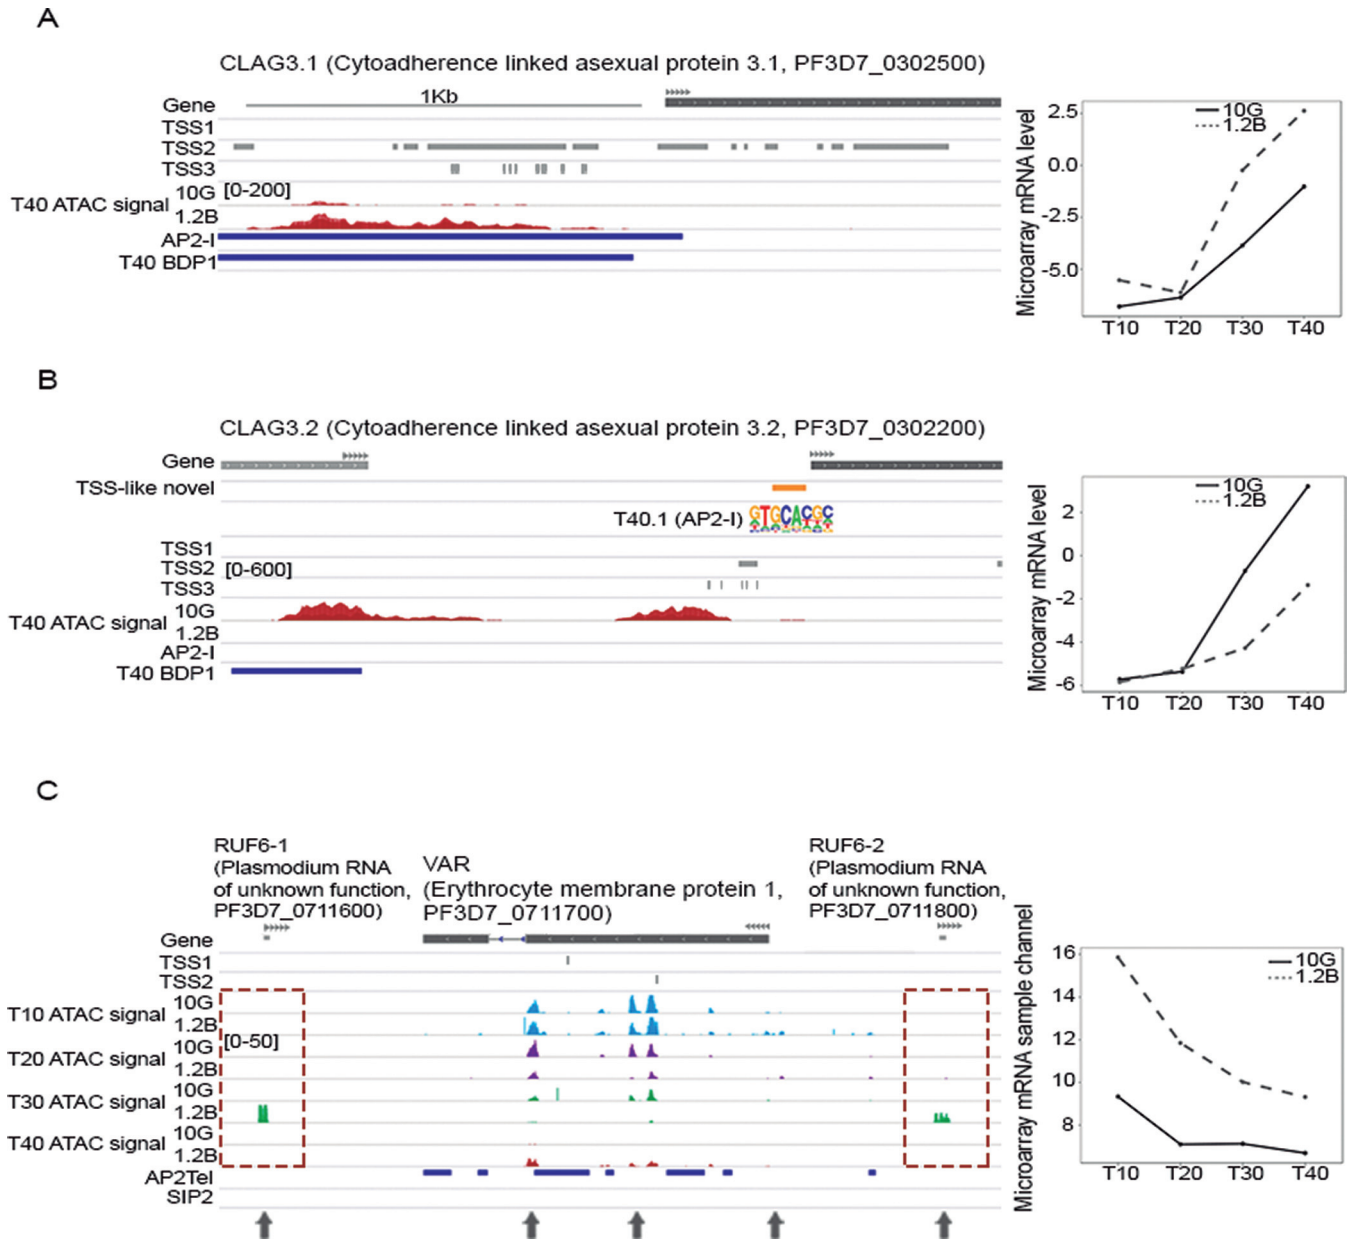 A
CLAG3.1 (Cytoadherence linked asexual protein 3.1, PF3D7_0302500)
Gene
1Kb
TSS1
TSS2
TSS3
T40 ATAC signal
10G
[0-200]
1.2B
AP2-I
T40 BDP1
Microarray mRNA level
2.5
0.0
-2.5
-5.0
10G
1.2B
T10 T20 T30 T40
B
CLAG3.2 (Cytoadherence linked asexual protein 3.2, PF3D7_0302200)
Gene
TSS-like novel
T40.1 (AP2-I)
GTGCACGC
TSS1
TSS2
[0-600]
TSS3
T40 ATAC signal
10G
1.2B
AP2-I
T40 BDP1
Microarray mRNA level
2
0
-2
-4
-6
10G
1.2B
T10 T20 T30 T40
C
RUF6-1
(Plasmodium RNA
of unknown function,
PF3D7_0711600)
VAR
(Erythrocyte membrane protein 1,
PF3D7_0711700)
RUF6-2
(Plasmodium RNA
of unknown function,
PF3D7_0711800)
Gene
TSS1
TSS2
T10 ATAC signal
10G
1.2B
[0-50]
T20 ATAC signal
10G
1.2B
T30 ATAC signal
10G
1.2B
T40 ATAC signal
10G
1.2B
AP2Tel
SIP2
Microarray mRNA sample channel
16
14
12
10
8
10G
1.2B
T10 T20 T30 T40